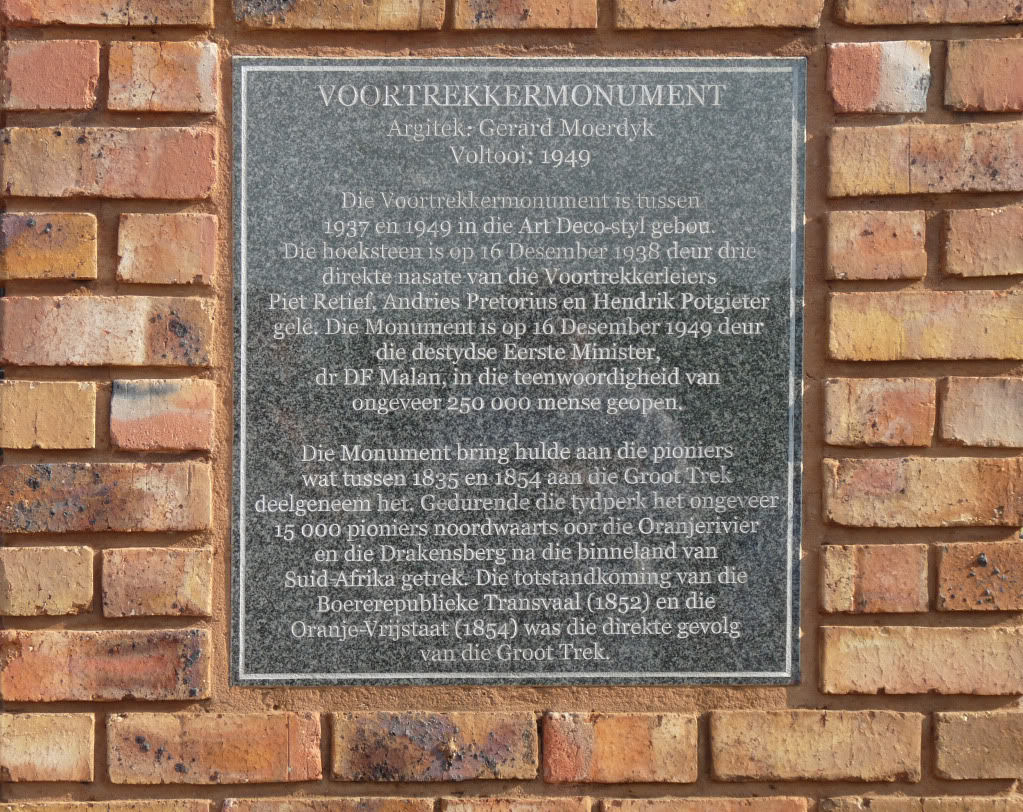 VOORTREKKERMONUMENT
Argitek: Gerard Moerdyk
Voltooi: 1949
Die Voortrekkermonument is tussen
1937 en 1949 in die Art Deco-styl gebou.
Die hoeksteen is op 16 Desember 1938 deur drie
direkte nasate van die Voortrekkerleiers
Piet Retief, Andries Pretorius en Hendrik Potgieter
gelê. Die Monument is op 16 Desember 1949 deur
die destydse Eerste Minister,
dr DF Malan, in die teenwoordigheid van
ongeveer 250 000 mense geopen.
Die Monument bring hulde aan die pioniers
wat tussen 1835 en 1854 aan die Groot Trek
deelgeneem het. Gedurende die tydperk het ongeveer
15 000 pioniers noordwaarts oor die Oranjerivier
en die Drakensberg na die binneland van
Suid-Afrika getrek. Die totstandkoming van die
Boererepublieke Transvaal (1852) en die
Oranje-Vrijstaat (1854) was die direkte gevolg
van die Groot Trek.